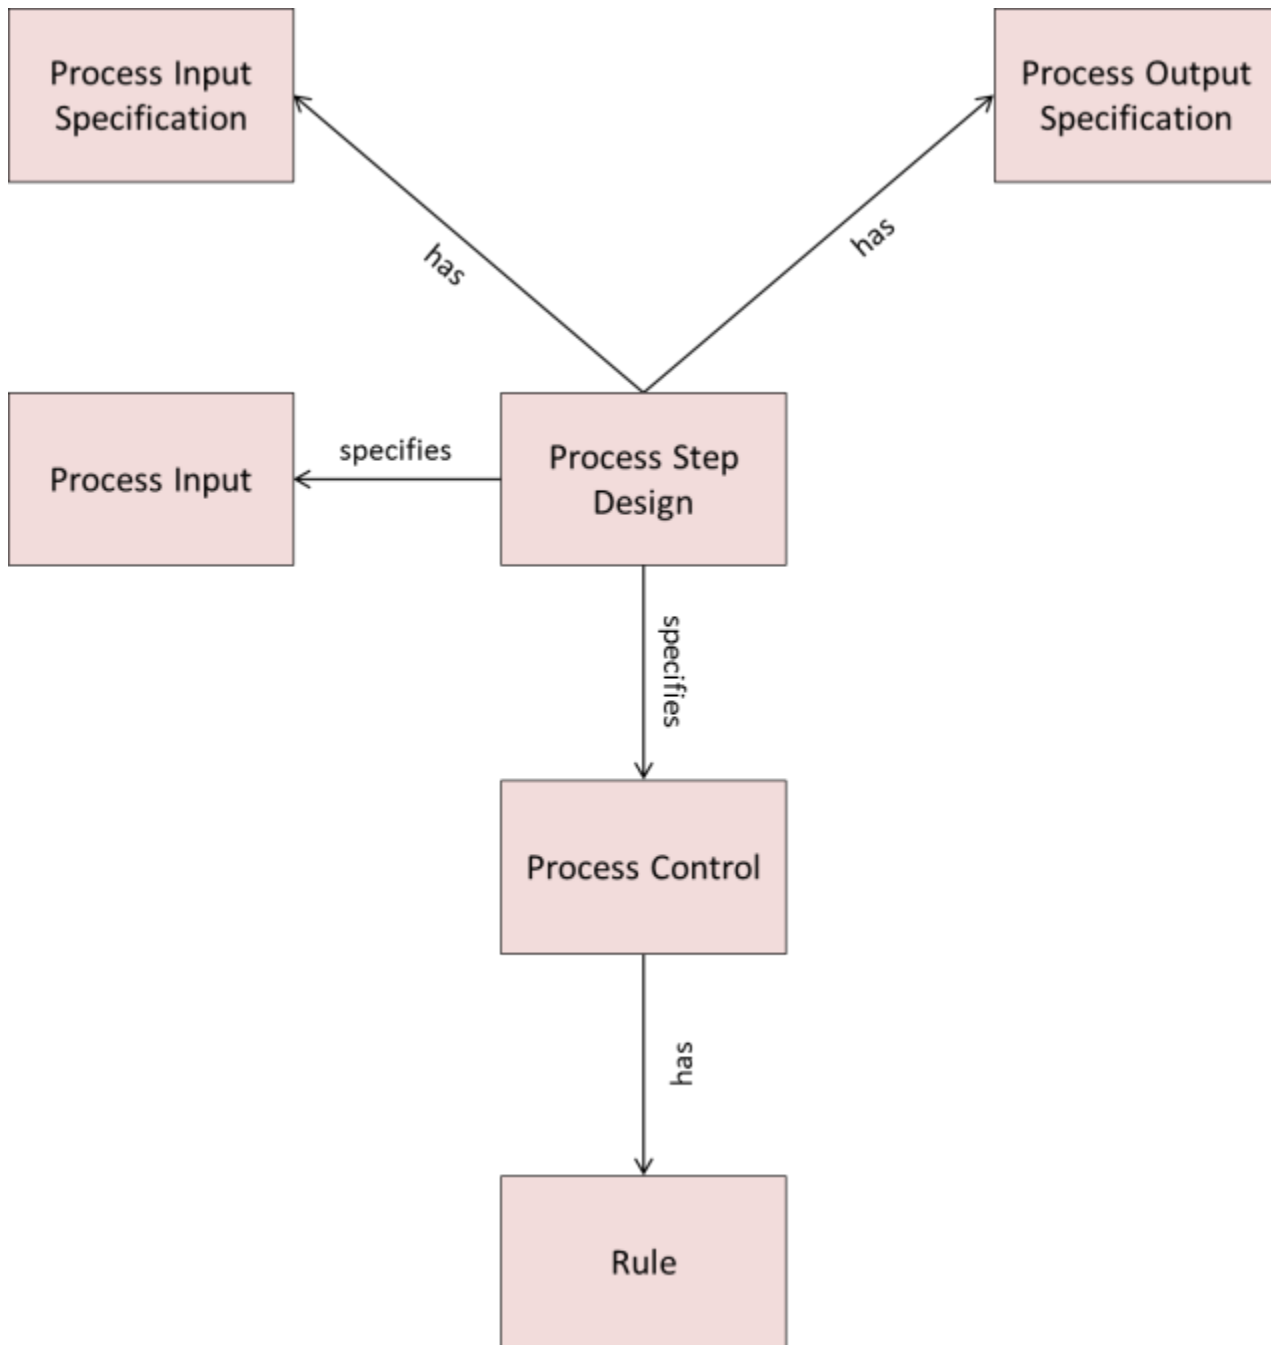 Process Input
Specification
Process Output
Specification
has
has
Process Input
specifies
Process Step
Design
specifies
Process Control
has
Rule